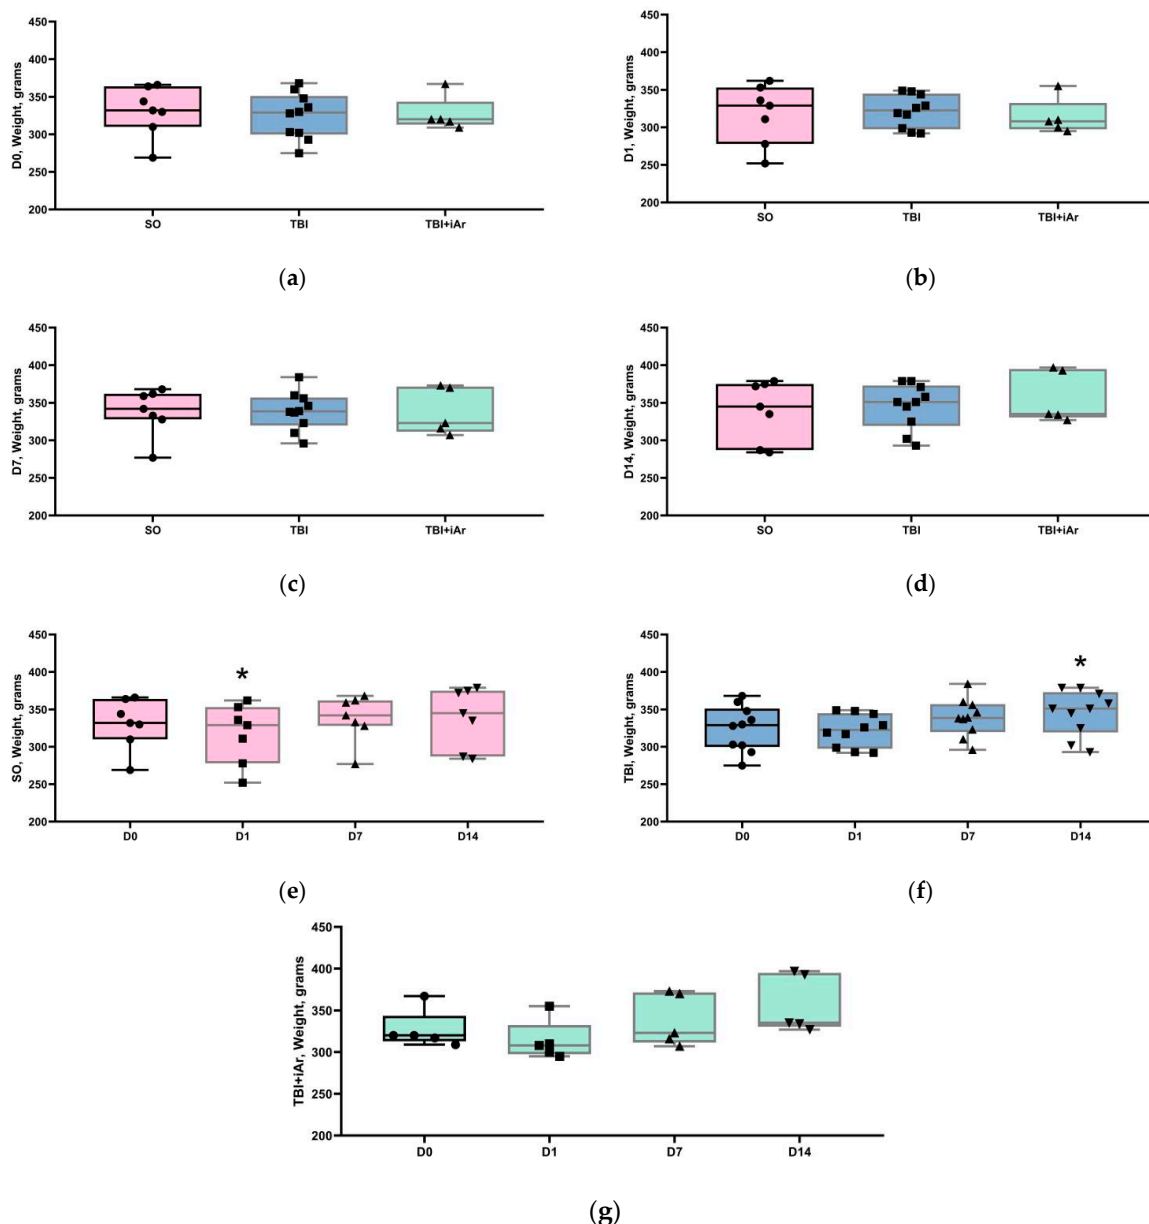 D0, Weight, grams
450
400
350
300
250
200
SO TBI TBI+iAr
(a)
D1, Weight, grams
450
400
350
300
250
200
SO TBI TBI+iAr
(b)
D7, Weight, grams
450
400
350
300
250
200
SO TBI TBI+iAr
(c)
D14, Weight, grams
450
400
350
300
250
200
SO TBI TBI+iAr
(d)
SO, Weight, grams
450
400
350
300
250
200
*
D0 D1 D7 D14
(e)
TBI, Weight, grams
450
400
350
300
250
200
*
D0 D1 D7 D14
(f)
TBI+iAr, Weight, grams
450
400
350
300
250
200
D0 D1 D7 D14
(g)